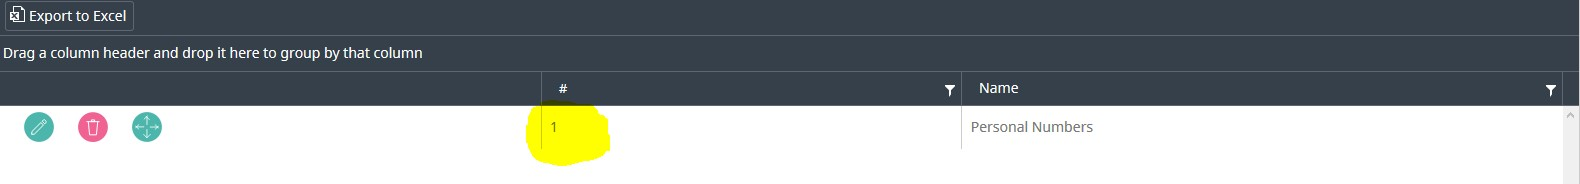 Export to Excel
Drag a column header and drop it here to group by that column
# Name
1 Personal Numbers